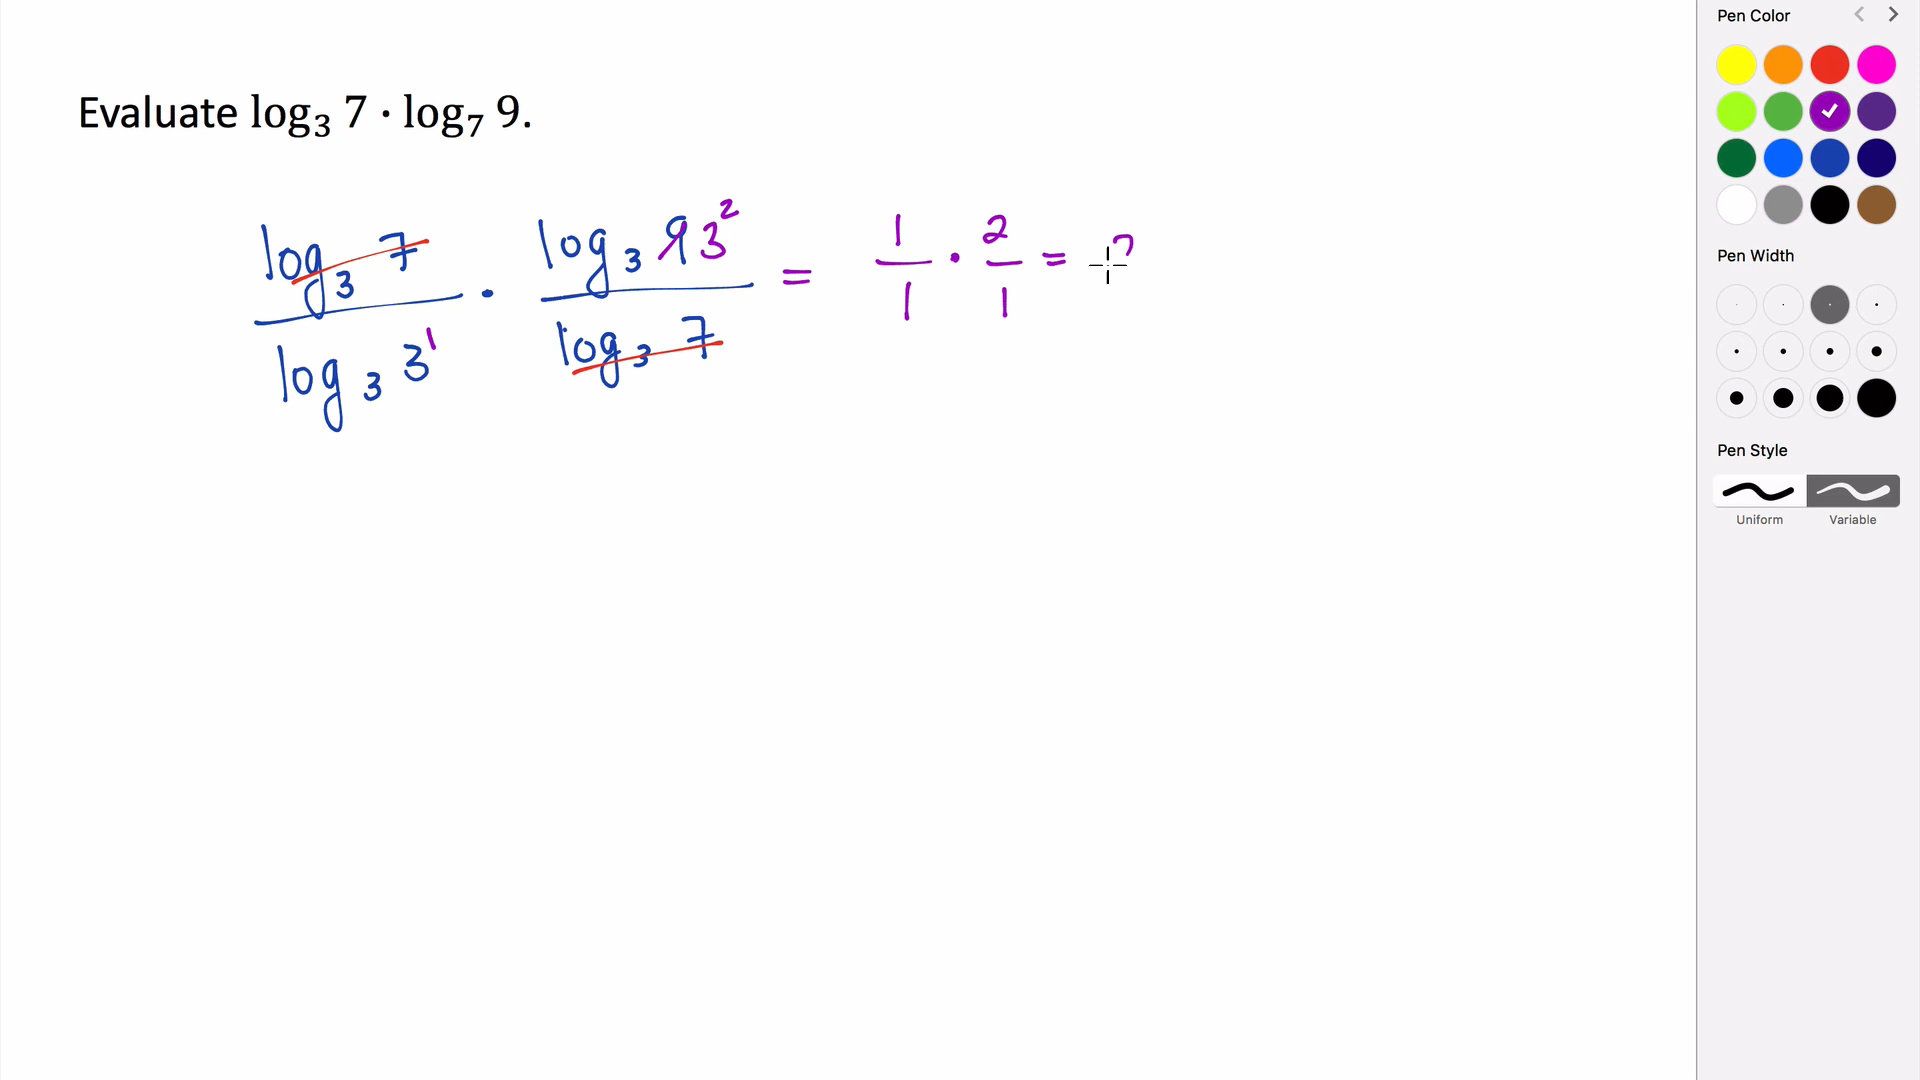 Pen Color
Evaluate log₃ 7 · log₇ 9.
log₃ 7 / log₃ 3¹ · log₃ 9 3² / log₃ 7 = 1/1 · 2/1 =
Pen Width
Pen Style
Uniform Variable